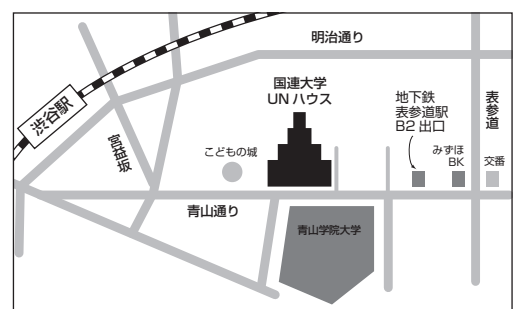 明治通り
国連大学
UNハウス
地下鉄
表参道駅
B2 出口
表参道
渋谷駅
宮益坂
こどもの城
みずほ
BK
交番
青山通り
青山学院大学